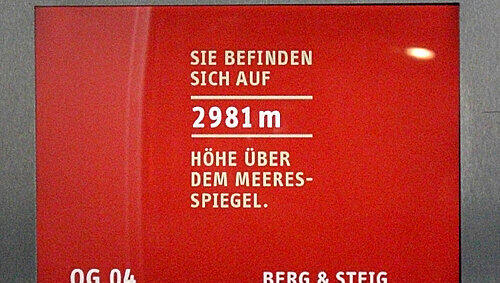 SIE BEFINDEN
SICH AUF
2981 m
HÖHE ÜBER
DEM MEERES-
SPIEGEL.
OG 04 BERG & STEIG